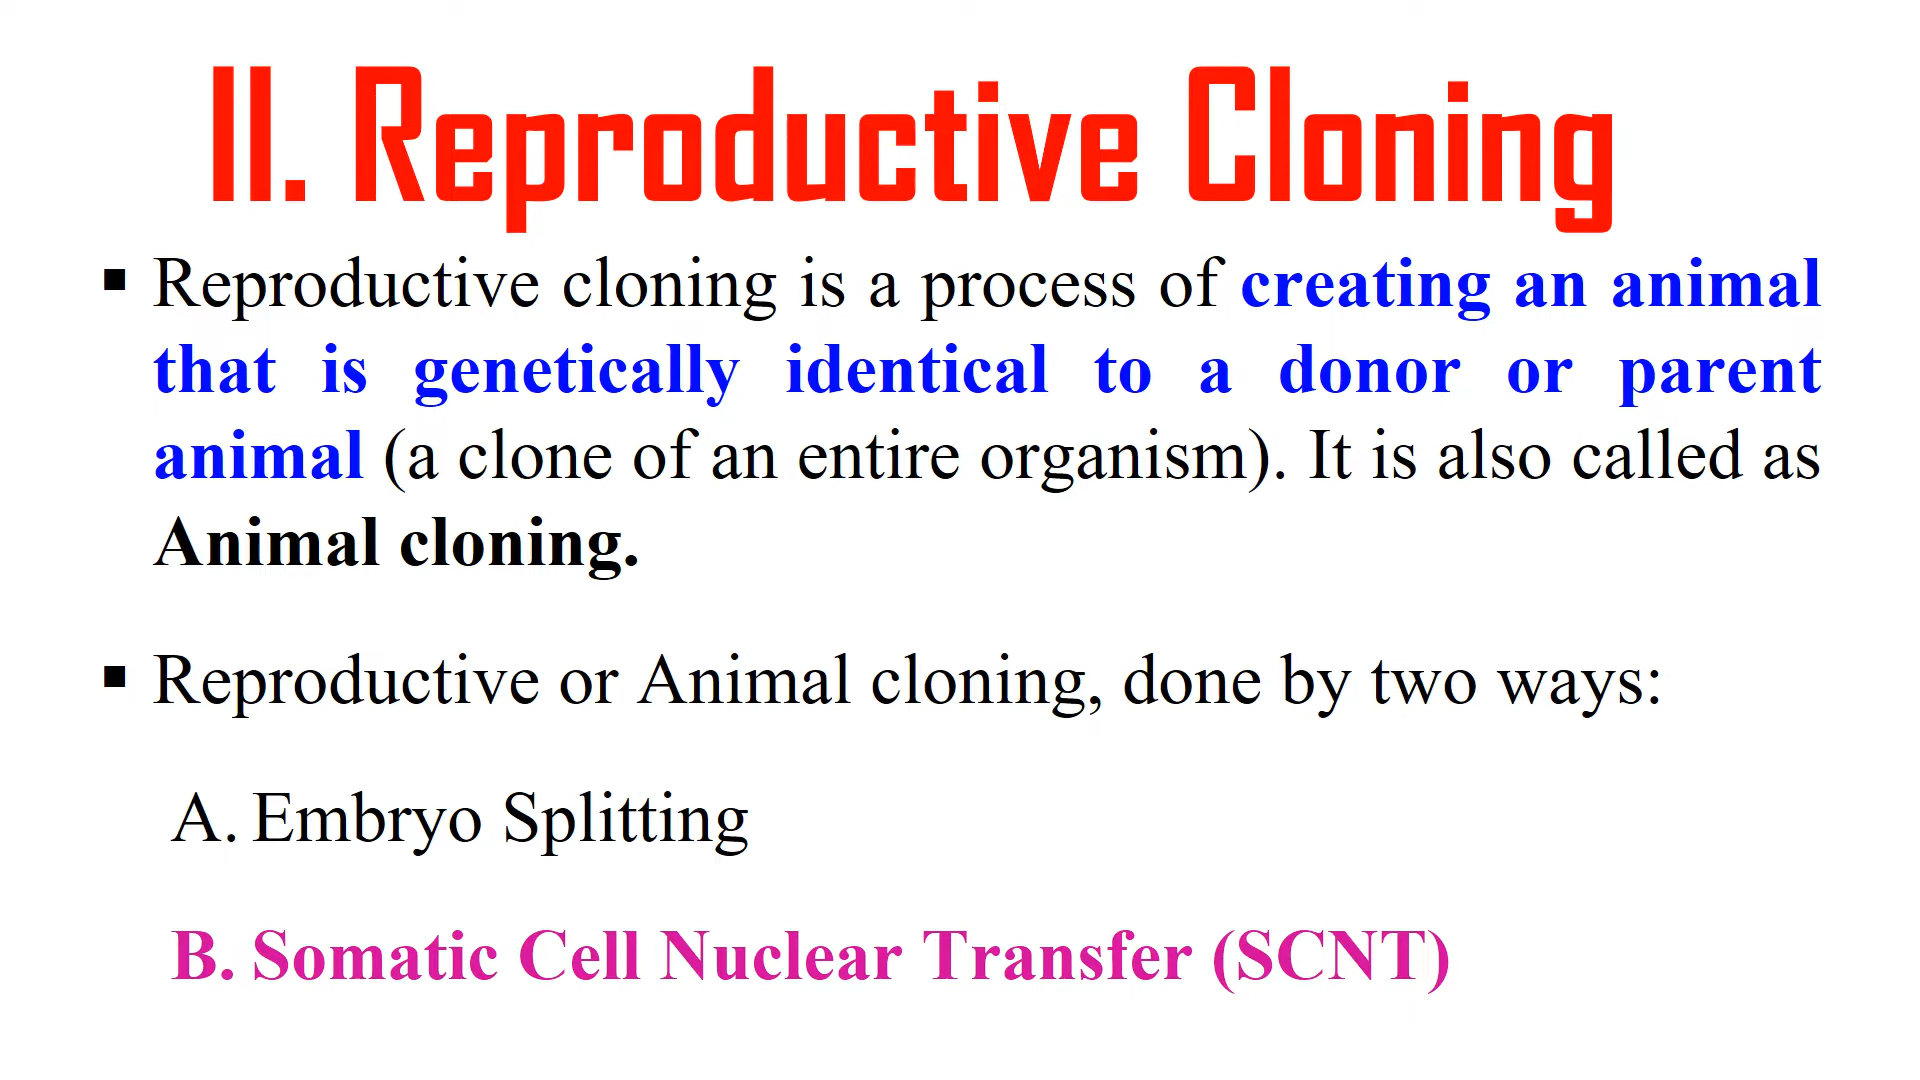 II. Reproductive Cloning
▪ Reproductive cloning is a process of creating an animal
that is genetically identical to a donor or parent
animal (a clone of an entire organism). It is also called as
Animal cloning.
▪ Reproductive or Animal cloning, done by two ways:
A. Embryo Splitting
B. Somatic Cell Nuclear Transfer (SCNT)